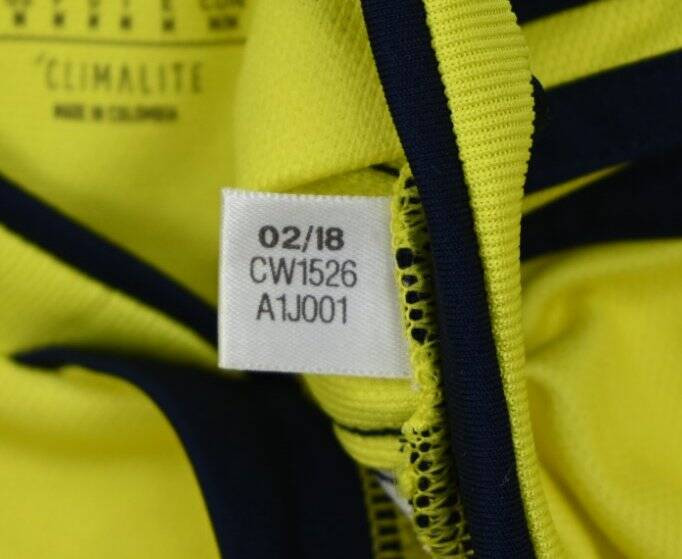 CLIMALITE
MADE IN COLOMBIA
02/18
CW1526
A1J001